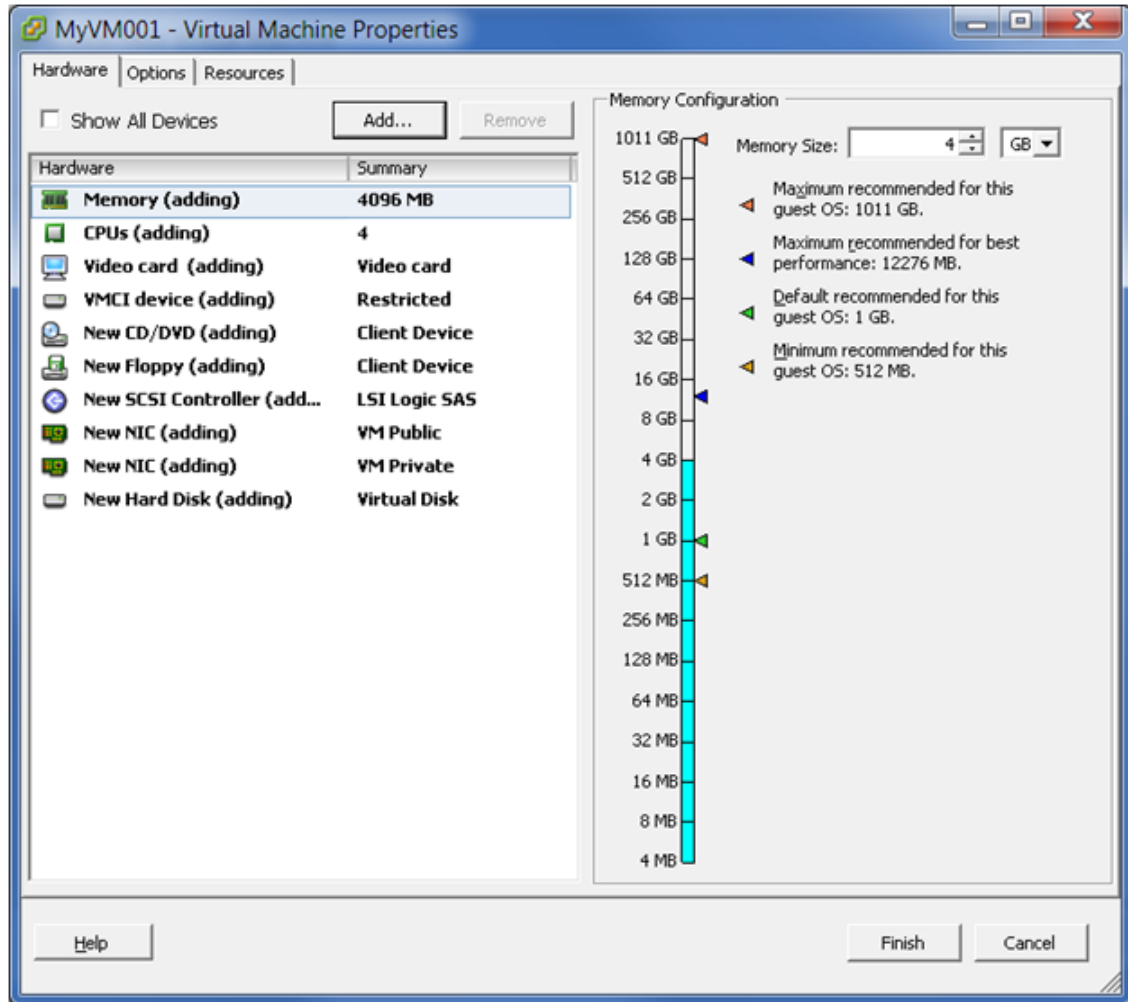 MyVM001 - Virtual Machine Properties
Hardware Options Resources
Show All Devices Add... Remove
Hardware Summary
Memory (adding) 4096 MB
CPUs (adding) 4
Video card (adding) Video card
VMCI device (adding) Restricted
New CD/DVD (adding) Client Device
New Floppy (adding) Client Device
New SCSI Controller (add... LSI Logic SAS
New NIC (adding) VM Public
New NIC (adding) VM Private
New Hard Disk (adding) Virtual Disk
Memory Configuration
1011 GB
512 GB
256 GB
128 GB
64 GB
32 GB
16 GB
8 GB
4 GB
2 GB
1 GB
512 MB
256 MB
128 MB
64 MB
32 MB
16 MB
8 MB
4 MB
Memory Size: 4 GB
Maximum recommended for this
guest OS: 1011 GB.
Maximum recommended for best
performance: 12276 MB.
Default recommended for this
guest OS: 1 GB.
Minimum recommended for this
guest OS: 512 MB.
Help Finish Cancel